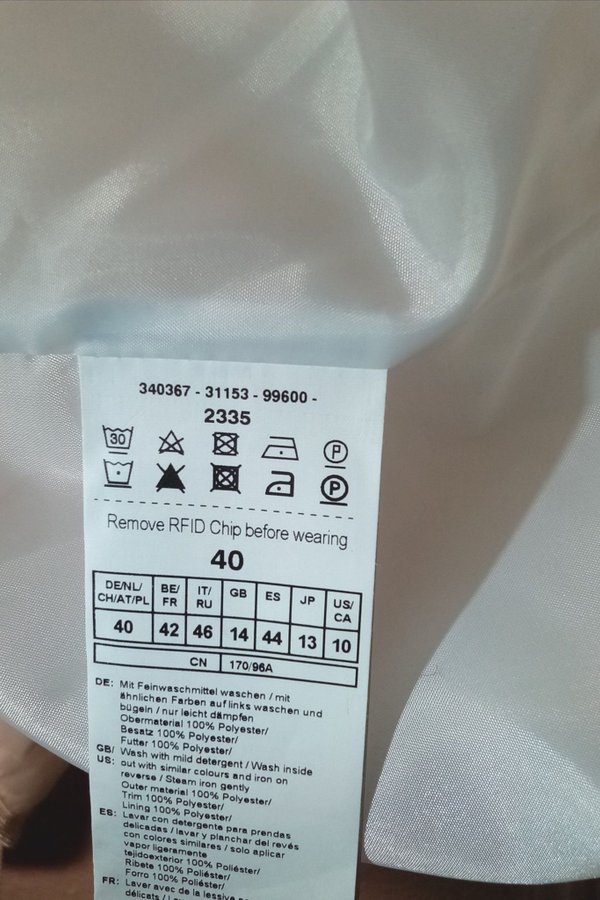 340367 - 31153 - 99600 -
2335
30 P
P
Remove RFID Chip before wearing
40
DE/NL/ CH/AT/PL BE/ FR IT/ RU GB ES JP US/ CA
40 42 46 14 44 13 10
CN 170/96A
DE: Mit Feinwaschmittel waschen / mit
ähnlichen Farben auf links waschen und
bügeln / nur leicht dämpfen
Obermaterial 100% Polyester/
Besatz 100% Polyester/
Futter 100% Polyester/
GB/ Wash with mild detergent / Wash inside
US: out with similar colours and iron on
reverse / Steam iron gently
Outer material 100% Polyester/
Trim 100% Polyester/
Lining 100% Polyester/
ES: Lavar con detergente para prendas
delicadas / lavar y planchar del revés
con colores similares / solo aplicar
vapor ligeramente
tejidoexterior 100% Poliéster/
Ribete 100% Poliéster/
Forro 100% Poliéster/
FR: Laver avec de la lessive
délicats /